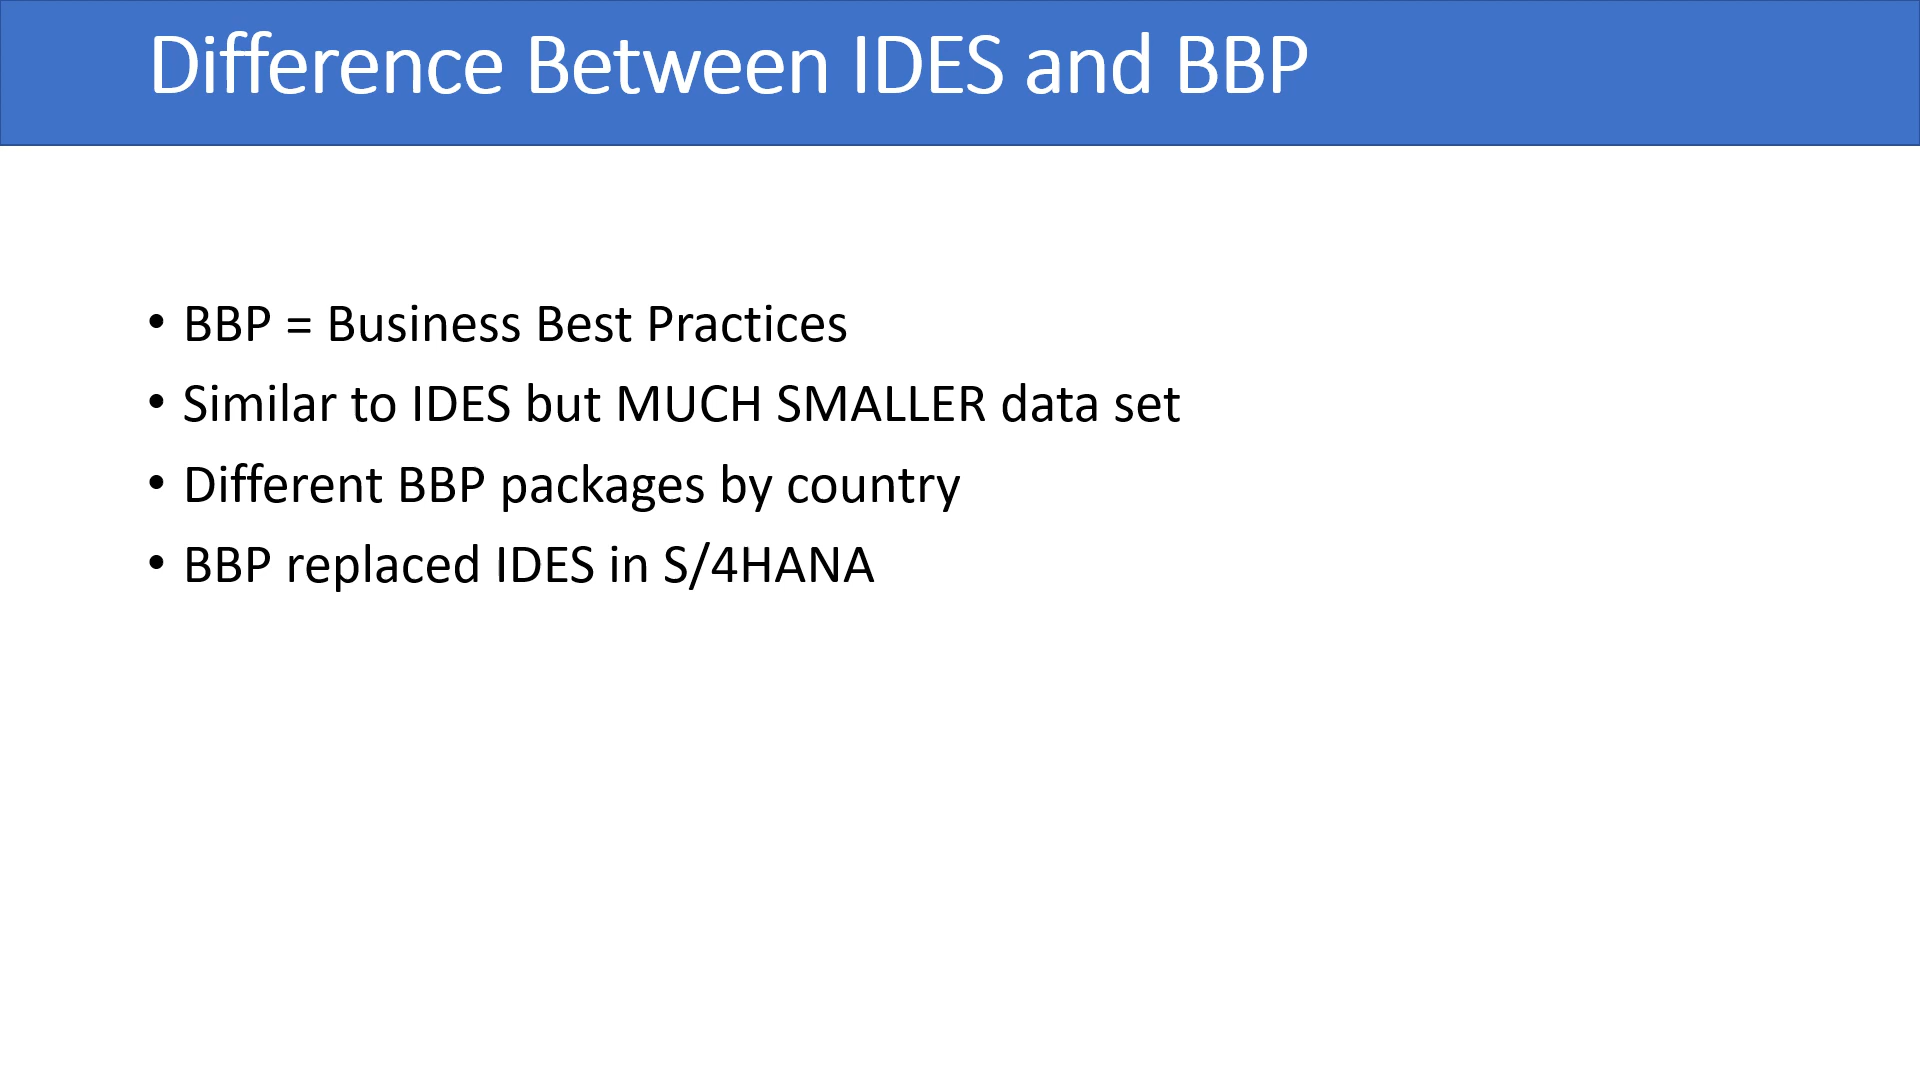 Difference Between IDES and BBP
• BBP = Business Best Practices
• Similar to IDES but MUCH SMALLER data set
• Different BBP packages by country
• BBP replaced IDES in S/4HANA